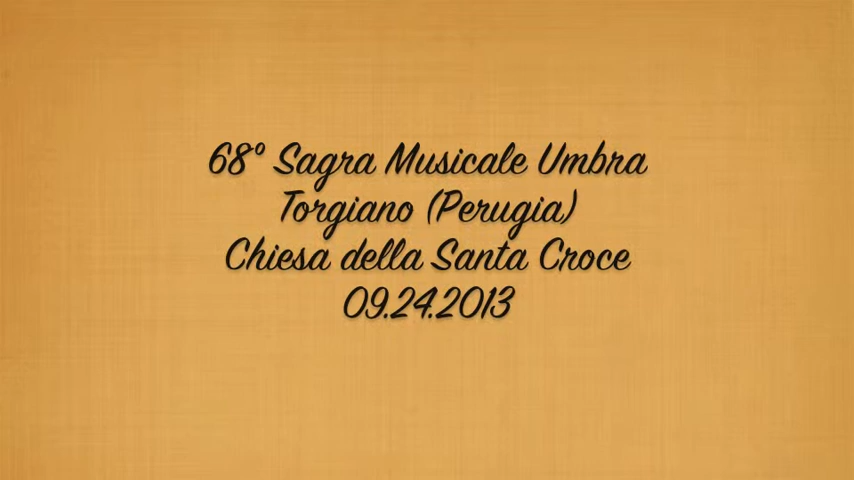 68° Sagra Musicale Umbra
Torgiano (Perugia)
Chiesa della Santa Croce
09.24.2013